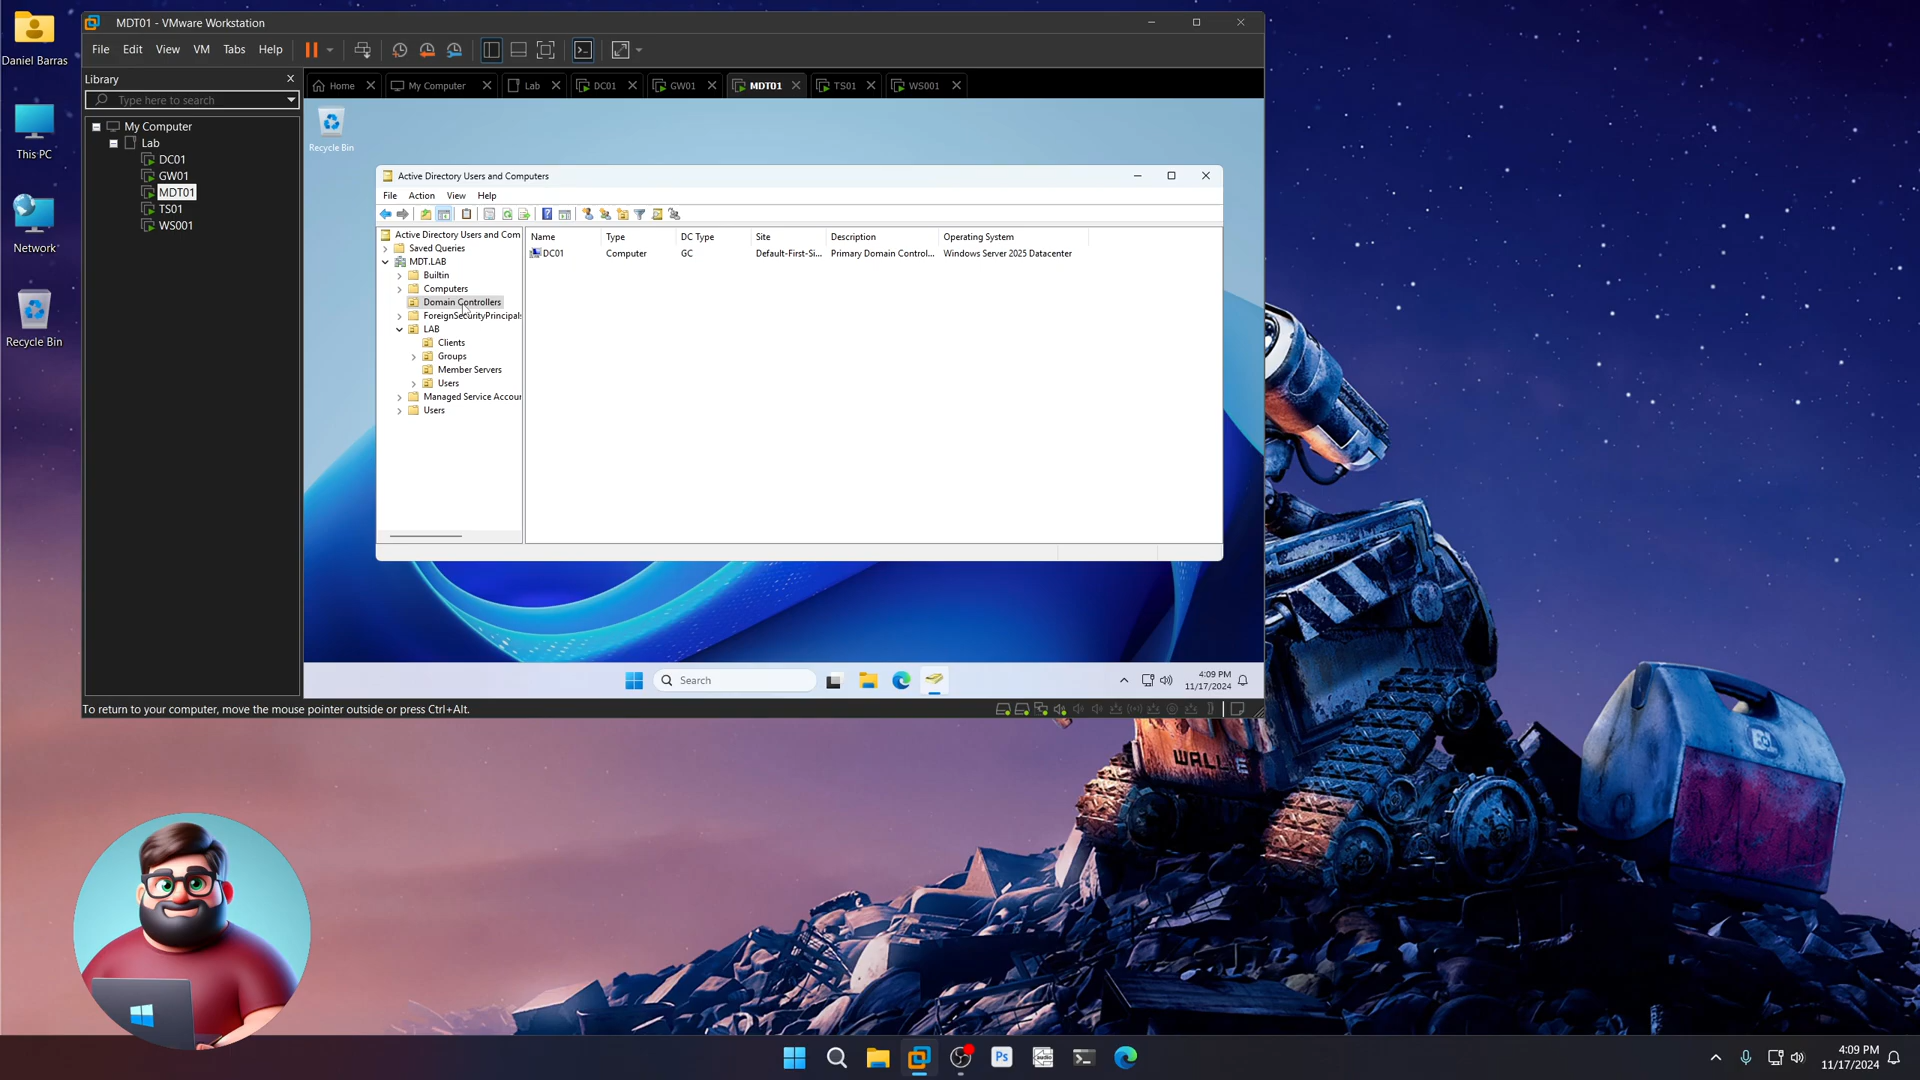 Daniel Barras
This PC
Network
Recycle Bin
MDT01 - VMware Workstation
File Edit View VM Tabs Help
Library
Type here to search
My Computer
Lab
DC01
GW01
MDT01
TS01
WS001
Home
My Computer
Lab
DC01
GW01
MDT01
TS01
WS001
Recycle Bin
Active Directory Users and Computers
File Action View Help
Active Directory Users and Com
Saved Queries
MDT.LAB
Builtin
Computers
Domain Controllers
ForeignSecurityPrincipals
LAB
Clients
Groups
Member Servers
Users
Managed Service Accour
Users
Name Type DC Type Site Description Operating System
DC01 Computer GC Default-First-Si... Primary Domain Control... Windows Server 2025 Datacenter
Search
4:09 PM
11/17/2024
To return to your computer, move the mouse pointer outside or press Ctrl+Alt.
WALL·E
Ps
audio
4:09 PM
11/17/2024